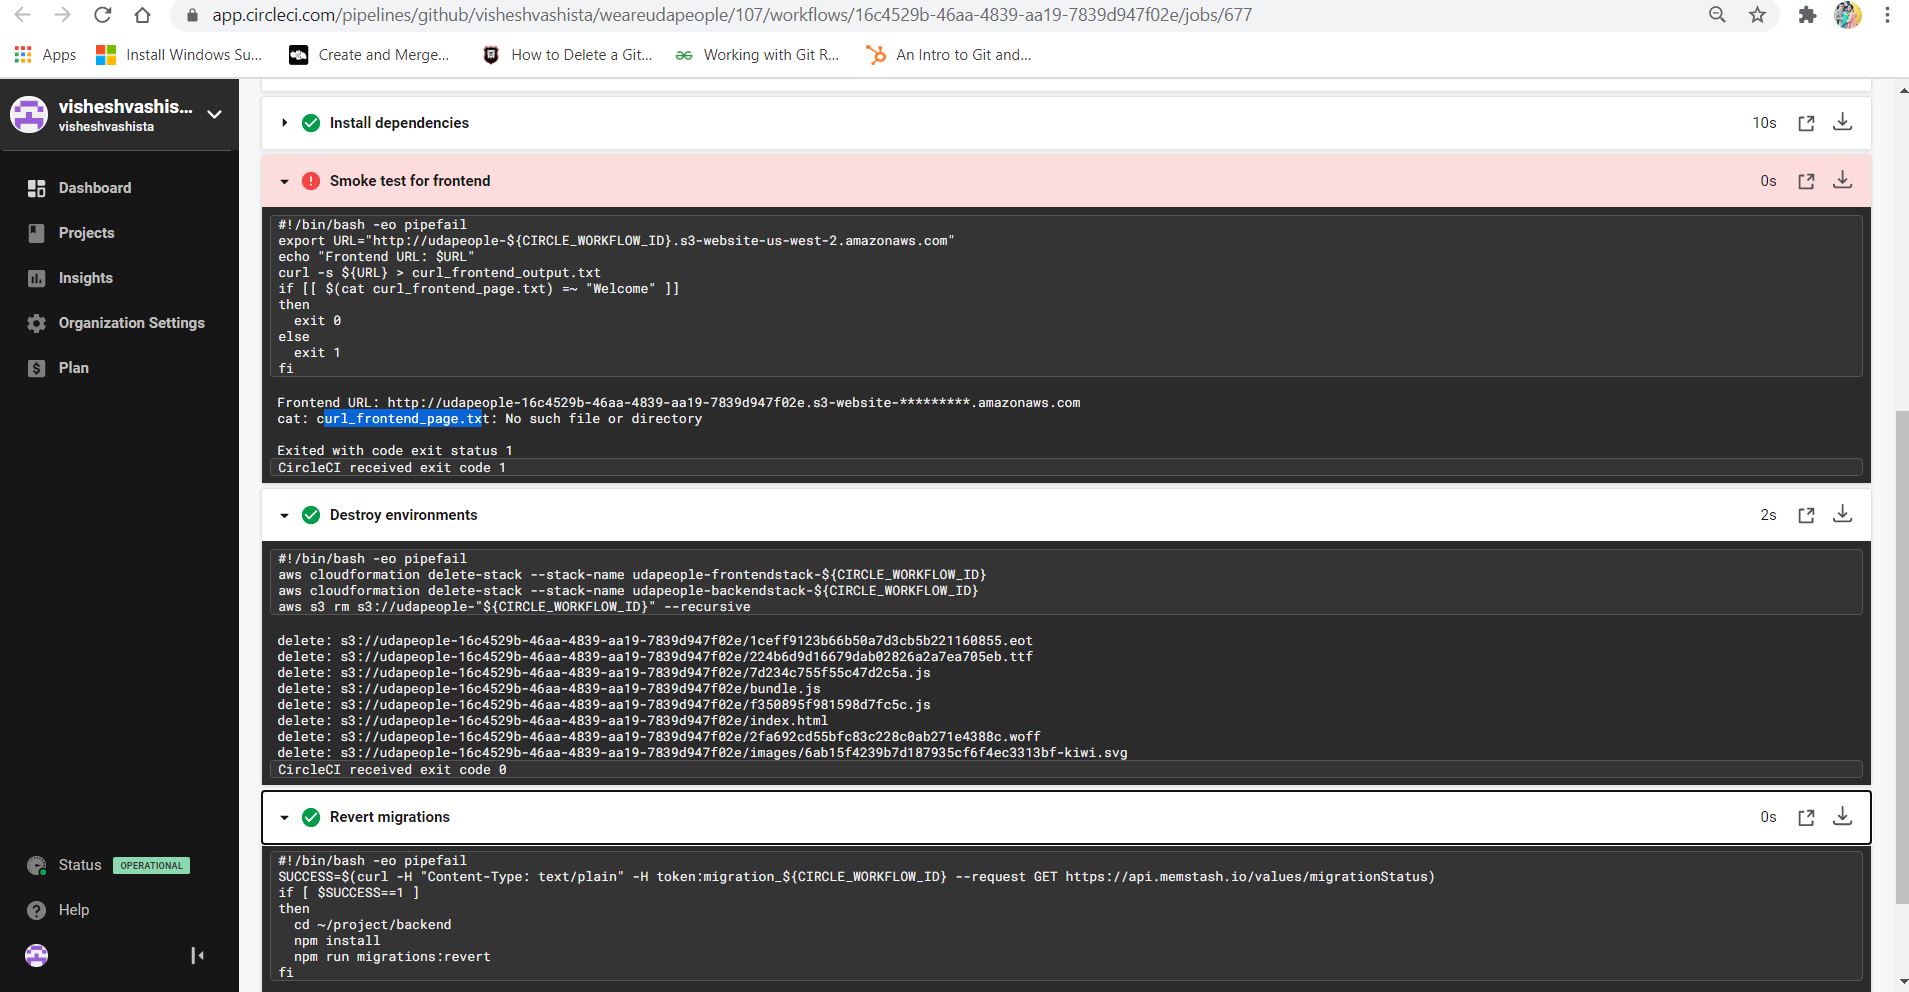 app.circleci.com/pipelines/github/visheshvashista/weareudapeople/107/workflows/16c4529b-46aa-4839-aa19-7839d947f02e/jobs/677
Apps Install Windows Su... Create and Merge... How to Delete a Git... Working with Git R... An Intro to Git and...
visheshvashis...
visheshvashista
Dashboard
Projects
Insights
Organization Settings
Plan
Status OPERATIONAL
Help
Install dependencies 10s
Smoke test for frontend 0s
#!/bin/bash -eo pipefail
export URL="http://udapeople-${CIRCLE_WORKFLOW_ID}.s3-website-us-west-2.amazonaws.com"
echo "Frontend URL: $URL"
curl -s ${URL} > curl_frontend_output.txt
if [[ $(cat curl_frontend_page.txt) =~ "Welcome" ]]
then
  exit 0
else
  exit 1
fi
Frontend URL: http://udapeople-16c4529b-46aa-4839-aa19-7839d947f02e.s3-website-*********.amazonaws.com
cat: curl_frontend_page.txt: No such file or directory
Exited with code exit status 1
CircleCI received exit code 1
Destroy environments 2s
#!/bin/bash -eo pipefail
aws cloudformation delete-stack --stack-name udapeople-frontendstack-${CIRCLE_WORKFLOW_ID}
aws cloudformation delete-stack --stack-name udapeople-backendstack-${CIRCLE_WORKFLOW_ID}
aws s3 rm s3://udapeople-"${CIRCLE_WORKFLOW_ID}" --recursive
delete: s3://udapeople-16c4529b-46aa-4839-aa19-7839d947f02e/1ceff9123b66b50a7d3cb5b221160855.eot
delete: s3://udapeople-16c4529b-46aa-4839-aa19-7839d947f02e/224b6d9d16679dab02826a2a7ea705eb.ttf
delete: s3://udapeople-16c4529b-46aa-4839-aa19-7839d947f02e/7d234c755f55c47d2c5a.js
delete: s3://udapeople-16c4529b-46aa-4839-aa19-7839d947f02e/bundle.js
delete: s3://udapeople-16c4529b-46aa-4839-aa19-7839d947f02e/f350895f981598d7fc5c.js
delete: s3://udapeople-16c4529b-46aa-4839-aa19-7839d947f02e/index.html
delete: s3://udapeople-16c4529b-46aa-4839-aa19-7839d947f02e/2fa692cd55bfc83c228c0ab271e4388c.woff
delete: s3://udapeople-16c4529b-46aa-4839-aa19-7839d947f02e/images/6ab15f4239b7d187935cf6f4ec3313bf-kiwi.svg
CircleCI received exit code 0
Revert migrations 0s
#!/bin/bash -eo pipefail
SUCCESS=$(curl -H "Content-Type: text/plain" -H token:migration_${CIRCLE_WORKFLOW_ID} --request GET https://api.memstash.io/values/migrationStatus)
if [ $SUCCESS==1 ]
then
  cd ~/project/backend
  npm install
  npm run migrations:revert
fi